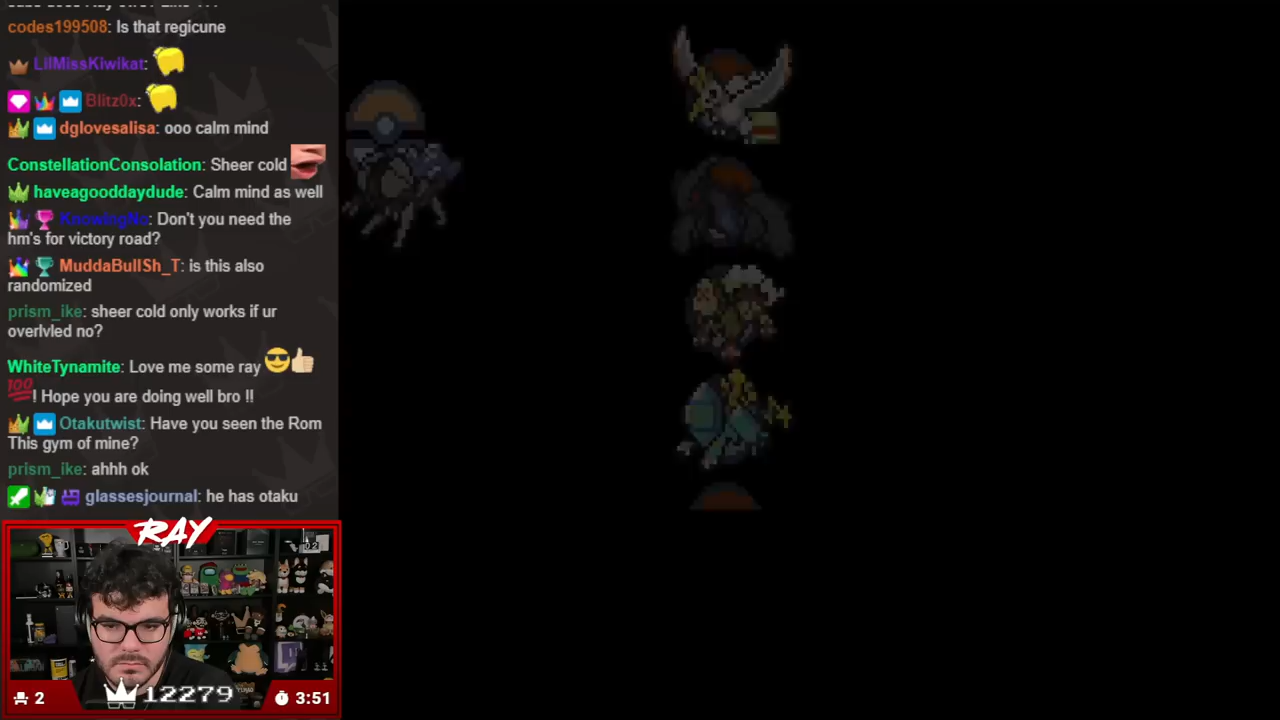 codes199508: Is that regicune
LilMissKiwikat:
Blitz0x:
dglovesalisa: ooo calm mind
ConstellationConsolation: Sheer cold
haveagooddaydude: Calm mind as well
KnowingNo: Don't you need the
hm's for victory road?
MuddaBullSh_T: is this also
randomized
prism_ike: sheer cold only works if ur
overlvled no?
WhiteTynamite: Love me some ray
! Hope you are doing well bro !!
Otakutwist: Have you seen the Rom
This gym of mine?
prism_ike: ahhh ok
glassesjournal: he has otaku
RAY
2
12279
3:51